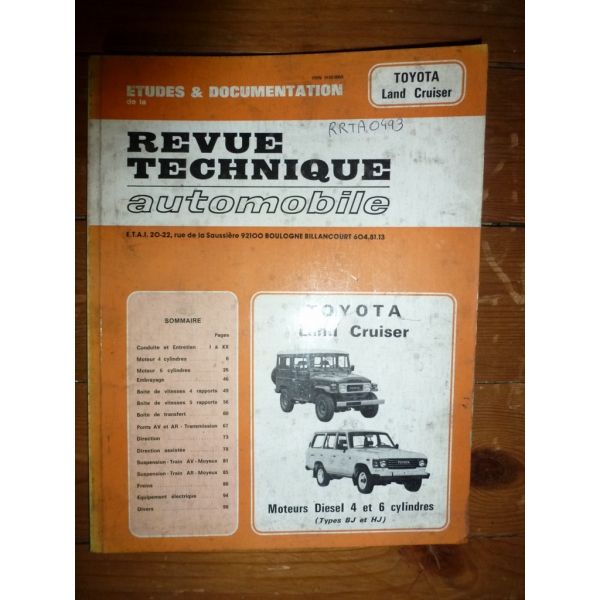 ETUDES & DOCUMENTATION
de la
TOYOTA
Land Cruiser
RRTA0493
REVUE
TECHNIQUE
automobile
E.T.A.I. 20-22, rue de la Saussière 92100 BOULOGNE BILLANCOURT 604.81.13
SOMMAIRE
Pages
Conduite et Entretien I à XX
Moteur 4 cylindres 6
Moteur 6 cylindres 26
Embrayage 46
Boîte de vitesses 4 rapports 49
Boîte de vitesses 5 rapports 56
Boîte de transfert 60
Ponts AV et AR - Transmission 67
Direction 73
Direction assistée 78
Suspension - Train AV - Moyeux 81
Suspension - Train AR - Moyeux 85
Freins 88
Equipement électrique 94
Divers 98
TOYOTA
Land Cruiser
Moteurs Diesel 4 et 6 cylindres
(Types BJ et HJ)